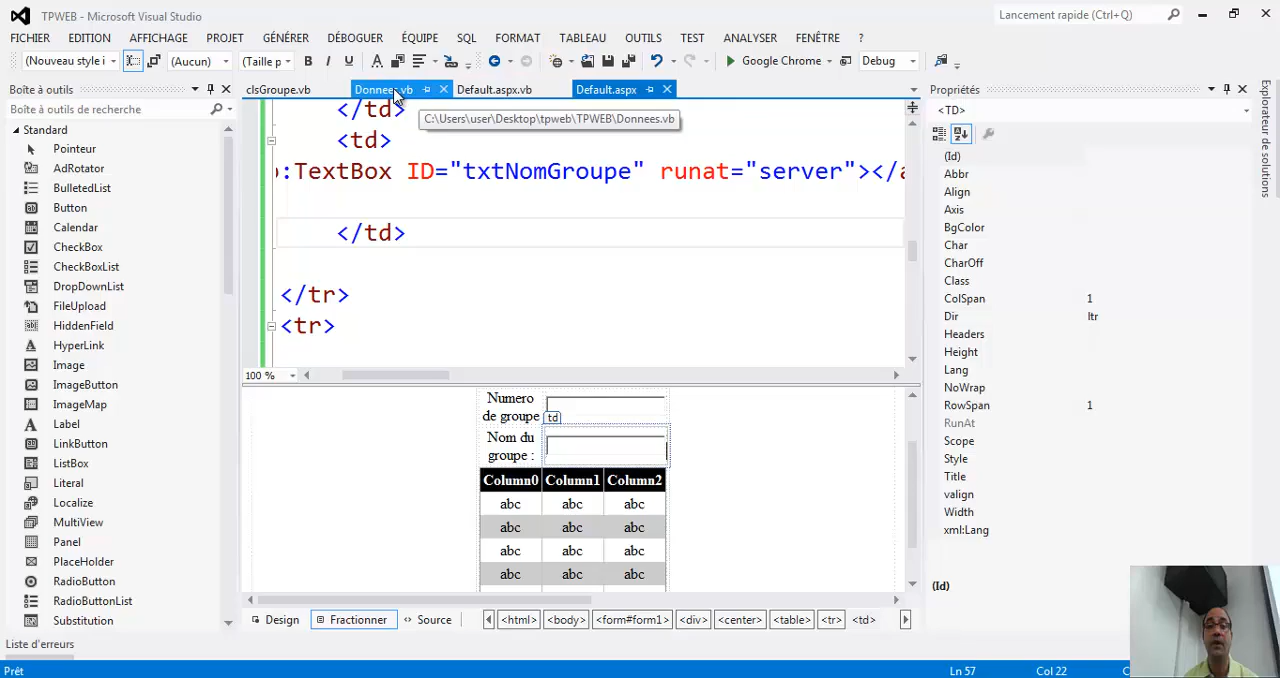 TPWEB - Microsoft Visual Studio
Lancement rapide (Ctrl+Q)
FICHIER EDITION AFFICHAGE PROJET GÉNÉRER DÉBOGUER ÉQUIPE SQL FORMAT TABLEAU OUTILS TEST ANALYSER FENÊTRE ?
(Nouveau style i (Aucun) (Taille p B I U A Google Chrome Debug
Boîte à outils
clsGroupe.vb Donnees.vb Default.aspx.vb Default.aspx
Propriétés
Explorateur de solutions
Boîte à outils de recherche
<TD>
C:\Users\user\Desktop\tpweb\TPWEB\Donnees.vb
Standard
Pointeur
AdRotator
BulletedList
Button
Calendar
CheckBox
CheckBoxList
DropDownList
FileUpload
HiddenField
HyperLink
Image
ImageButton
ImageMap
Label
LinkButton
ListBox
Literal
Localize
MultiView
Panel
PlaceHolder
RadioButton
RadioButtonList
Substitution
</td>
<td>
:TextBox ID="txtNomGroupe" runat="server"></a
</td>
</tr>
<tr>
100 %
Numero
de groupe
td
Nom du
groupe :
Column0 Column1 Column2
abc abc abc
abc abc abc
abc abc abc
abc abc abc
Design Fractionner Source <html> <body> <form#form1> <div> <center> <table> <tr> <td>
(Id)
Abbr
Align
Axis
BgColor
Char
CharOff
Class
ColSpan 1
Dir ltr
Headers
Height
Lang
NoWrap
RowSpan 1
RunAt
Scope
Style
Title
valign
Width
xml:Lang
(Id)
Liste d'erreurs
Prêt Ln 57 Col 22 C